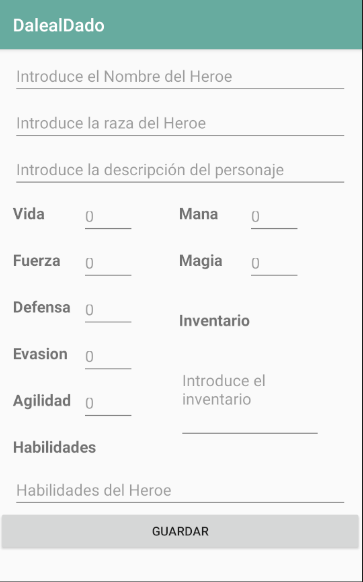 DalealDado
Introduce el Nombre del Heroe
Introduce la raza del Heroe
Introduce la descripción del personaje
Vida 0 Mana 0
Fuerza 0 Magia 0
Defensa 0
Inventario
Evasion 0
Introduce el
inventario
Agilidad 0
Habilidades
Habilidades del Heroe
GUARDAR